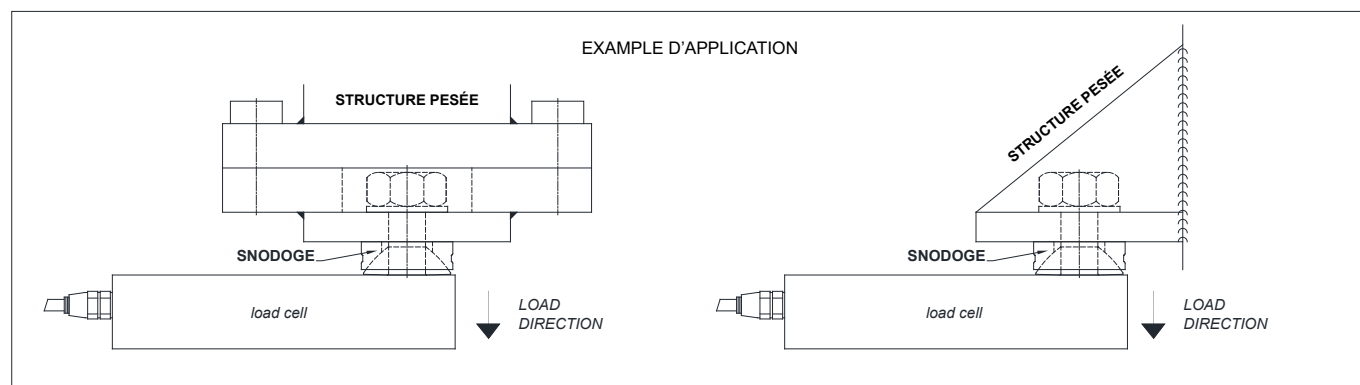 EXAMPLE D'APPLICATION
STRUCTURE PESÉE
SNODOGE
load cell
LOAD
DIRECTION
STRUCTURE PESÉE
SNODOGE
load cell
LOAD
DIRECTION